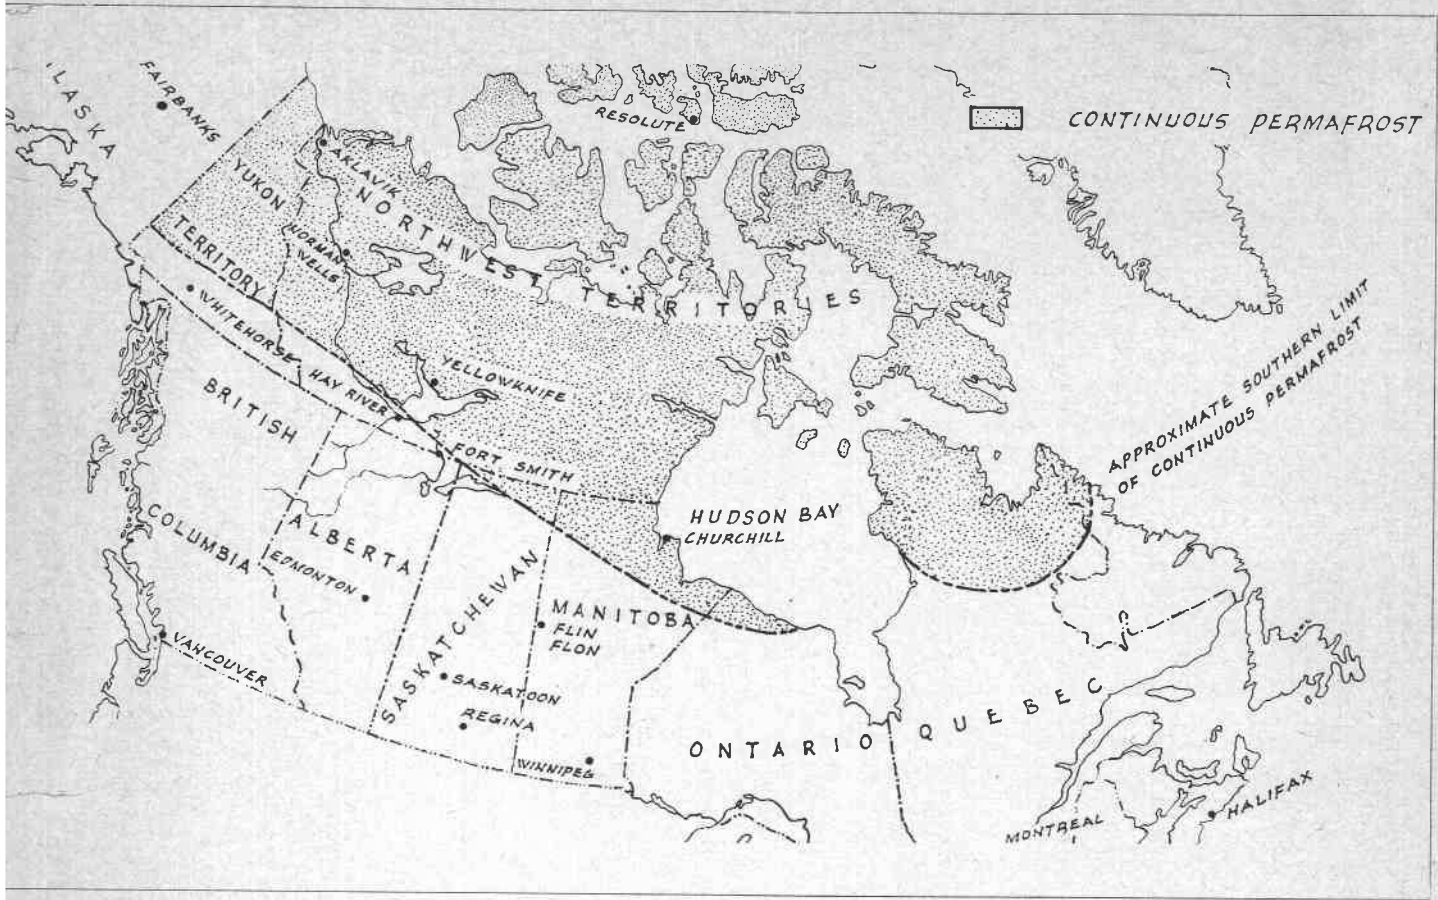 ALASKA
FAIRBANKS
RESOLUTE
CONTINUOUS PERMAFROST
YUKON
TERRITORY
AKLAVIK
NORTHWEST TERRITORIES
NORMAN
WELLS
WHITEHORSE
HAY RIVER
YELLOWKNIFE
FORT SMITH
APPROXIMATE SOUTHERN LIMIT
OF CONTINUOUS PERMAFROST
BRITISH
COLUMBIA
ALBERTA
EDMONTON
SASKATCHEWAN
HUDSON BAY
CHURCHILL
MANITOBA
FLIN
FLON
VANCOUVER
SASKATOON
REGINA
WINNIPEG
ONTARIO
QUEBEC
MONTREAL
HALIFAX